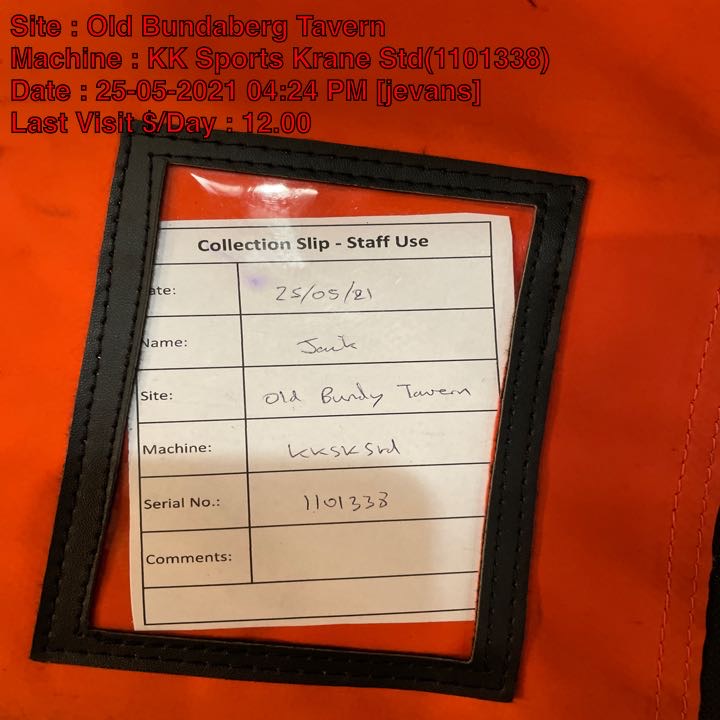 Site : Old Bundaberg Tavern
Machine : KK Sports Krane Std(1101338)
Date : 25-05-2021 04:24 PM [jevans]
Last Visit $/Day : 12.00
Collection Slip - Staff Use
ate: 25/05/21
Name: Jack
Site: Old Bundy Tavern
Machine: KKSK Std
Serial No.: 1101338
Comments: